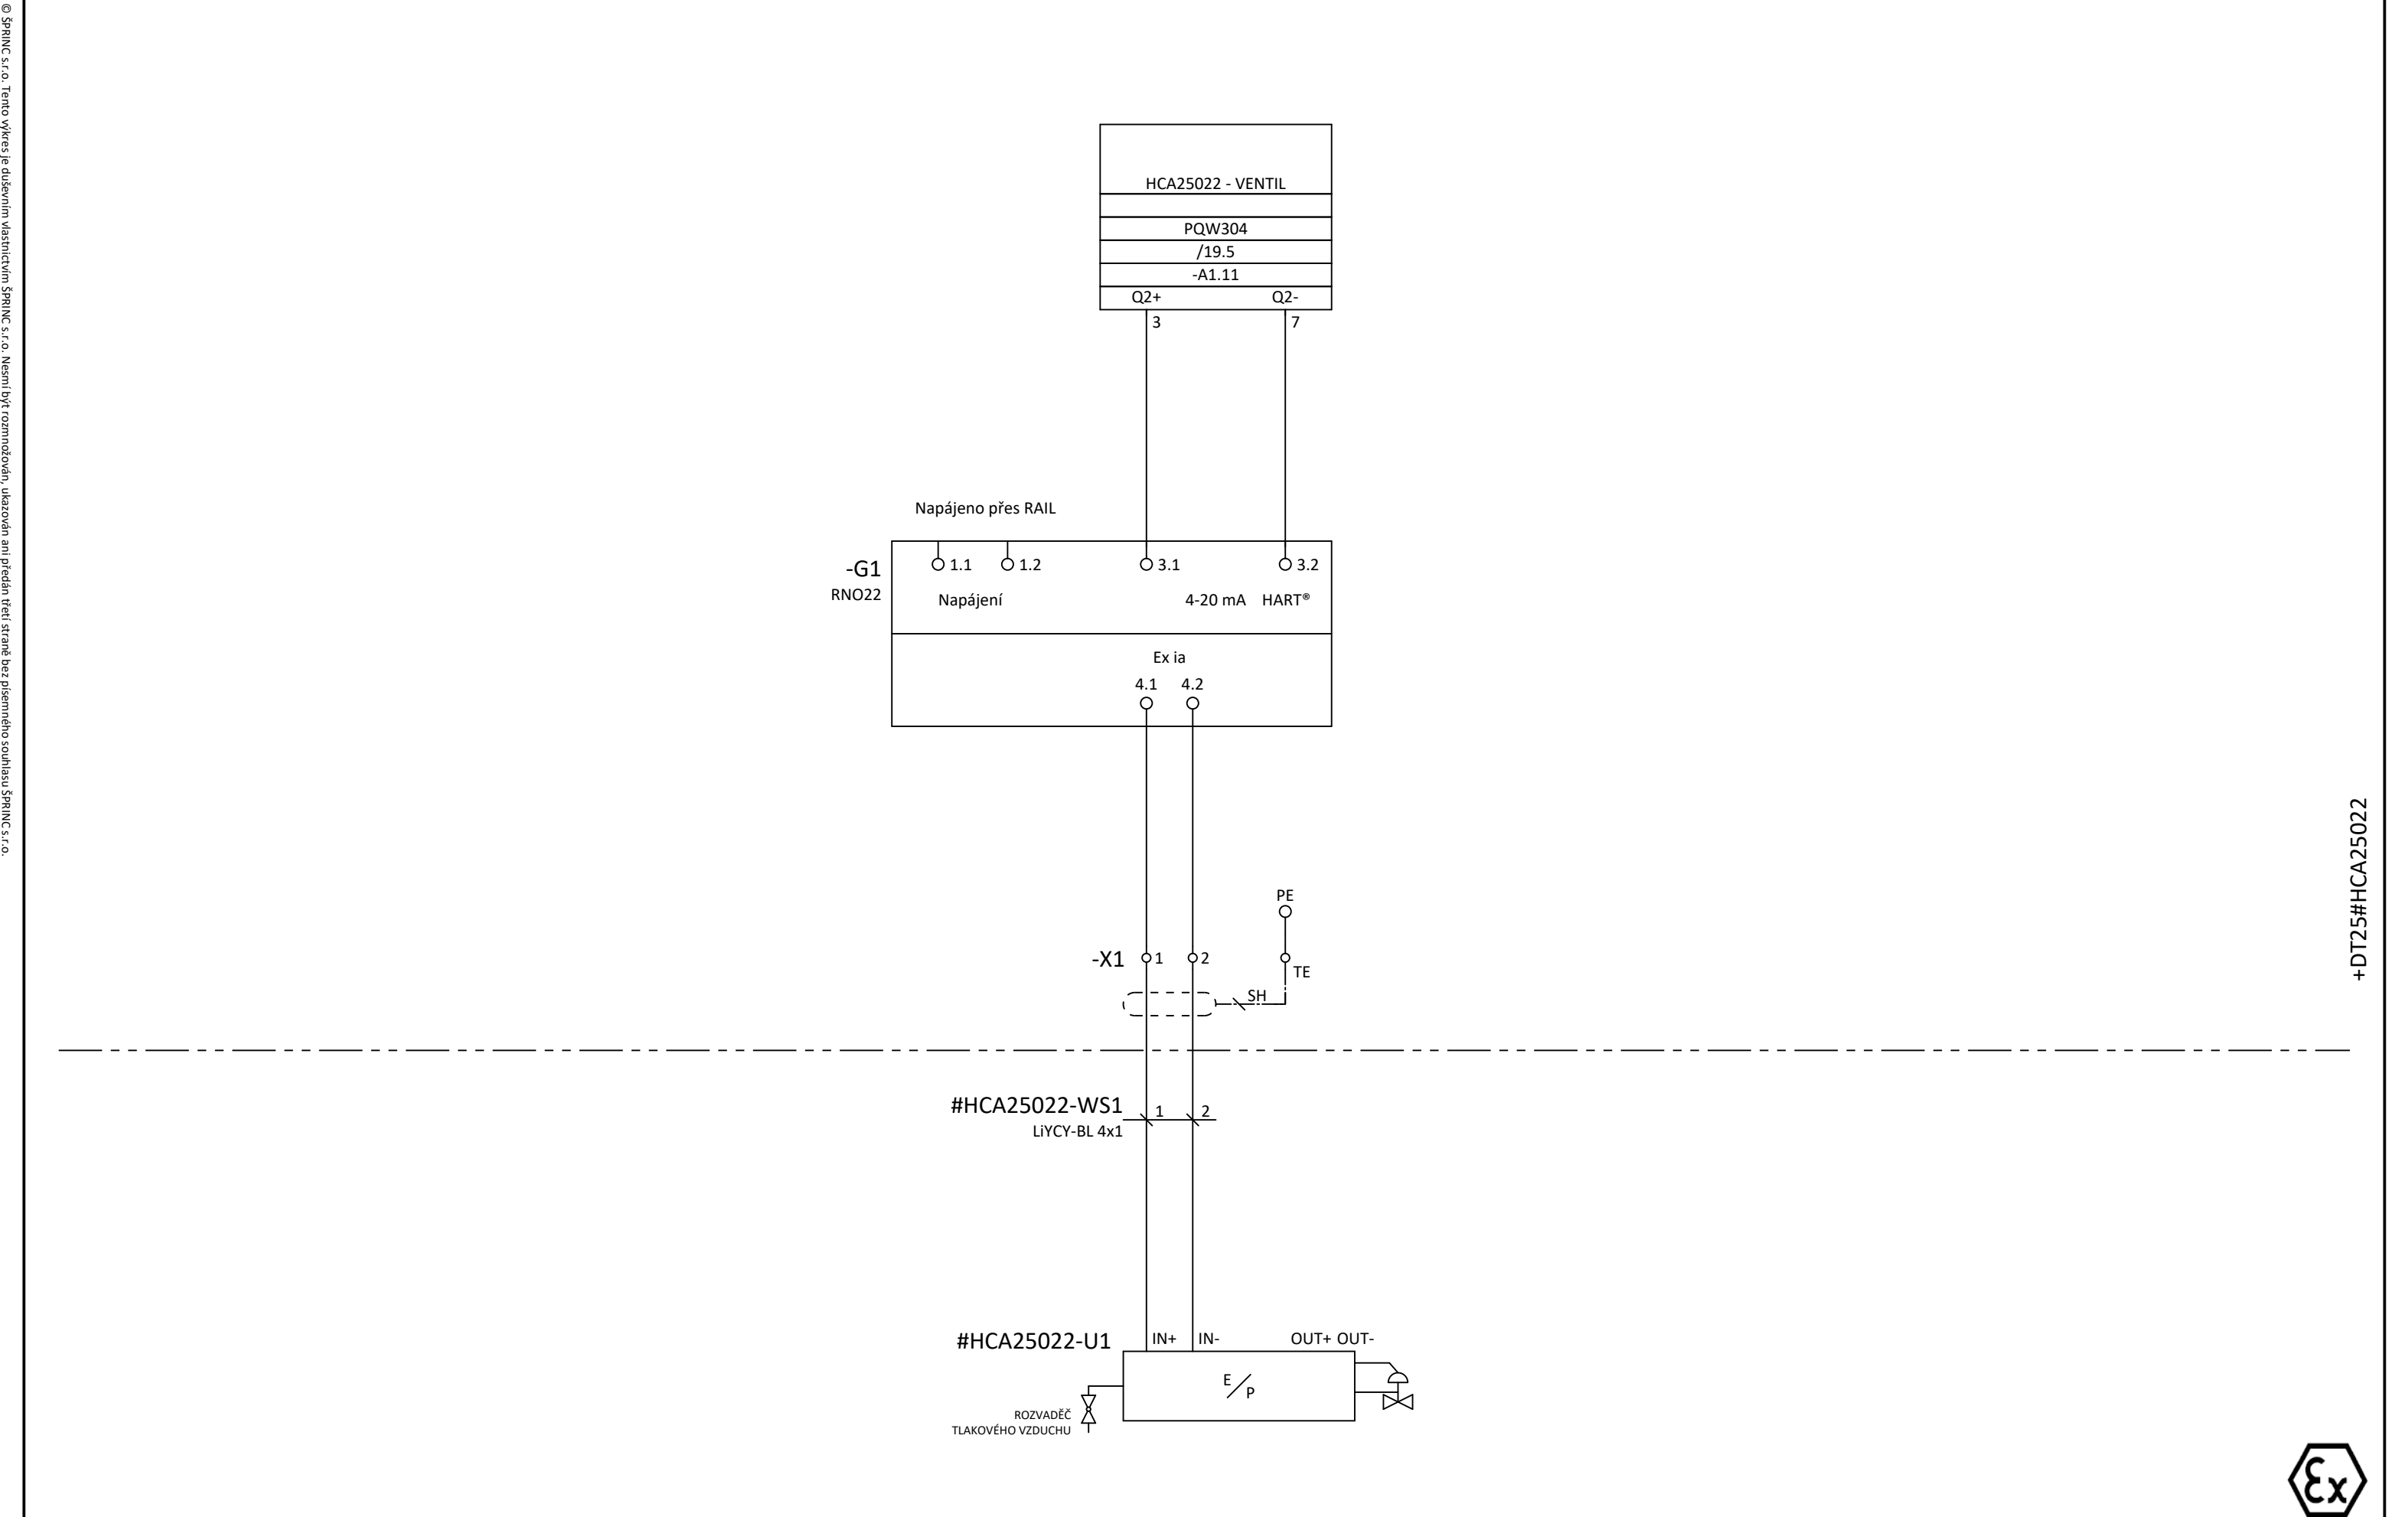 © ŠPRINC s.r.o. Tento výkres je duševním vlastnictvím ŠPRINC s.r.o. Nesmí být rozmnožován, ukazován ani předán třetí straně bez písemného souhlasu ŠPRINC s.r.o.
HCA25022 - VENTIL
PQW304
/19.5
-A1.11
Q2+ Q2-
3 7
Napájeno přes RAIL
-G1
RNO22
1.1 1.2 3.1 3.2
Napájení 4-20 mA HART®
Ex ia
4.1 4.2
PE
-X1 1 2
TE
SH
+DT25#HCA25022
#HCA25022-WS1 1 2
LiYCY-BL 4x1
#HCA25022-U1 IN+ IN- OUT+ OUT-
E/P
ROZVADĚČ
TLAKOVÉHO VZDUCHU
Ex